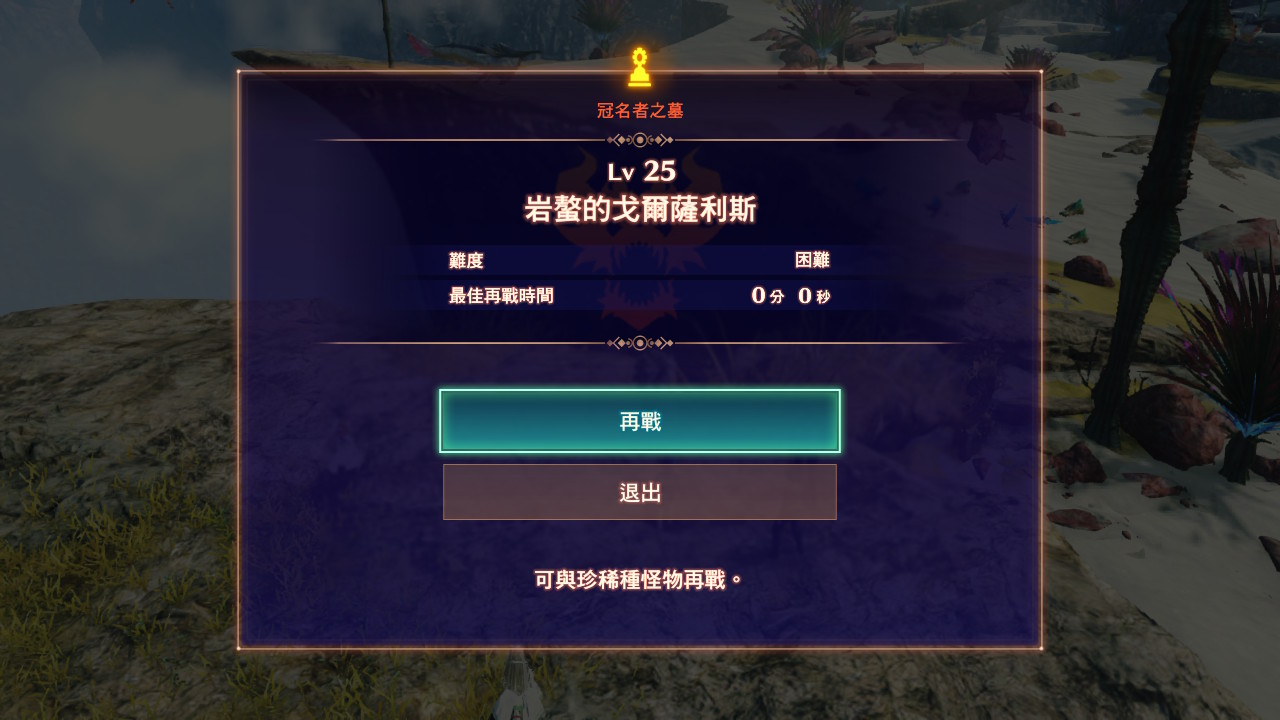 冠名者之墓
Lv 25
岩螯的戈爾薩利斯
難度 困難
最佳再戰時間 0分 0秒
再戰
退出
可與珍稀種怪物再戰。